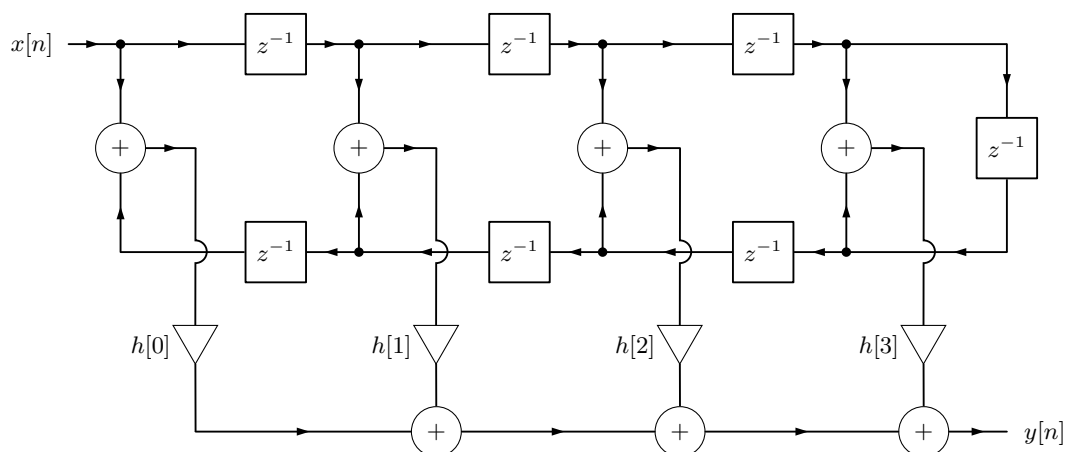 x[n] z⁻¹ z⁻¹ z⁻¹
+ + + + z⁻¹
z⁻¹ z⁻¹ z⁻¹
h[0] h[1] h[2] h[3]
+ + + y[n]